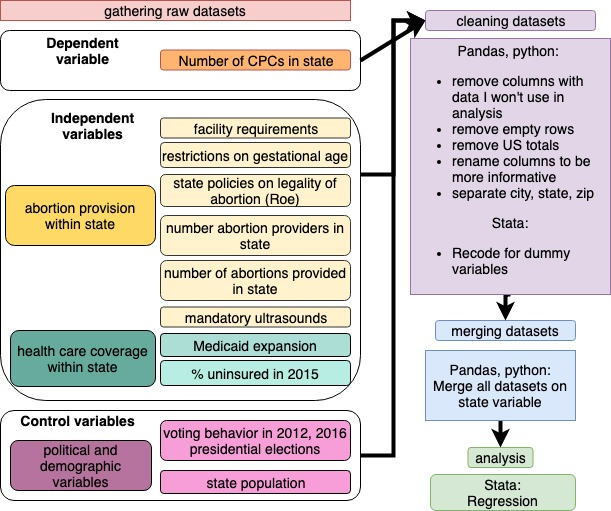 gathering raw datasets
Dependent
variable
Number of CPCs in state
Independent
variables
facility requirements
restrictions on gestational age
state policies on legality of
abortion (Roe)
abortion provision
within state
number abortion providers in
state
number of abortions provided
in state
mandatory ultrasounds
health care coverage
within state
Medicaid expansion
% uninsured in 2015
Control variables
political and
demographic
variables
voting behavior in 2012, 2016
presidential elections
state population
cleaning datasets
Pandas, python:
• remove columns with
data I won't use in
analysis
• remove empty rows
• remove US totals
• rename columns to be
more informative
• separate city, state, zip
Stata:
• Recode for dummy
variables
merging datasets
Pandas, python:
Merge all datasets on
state variable
analysis
Stata:
Regression